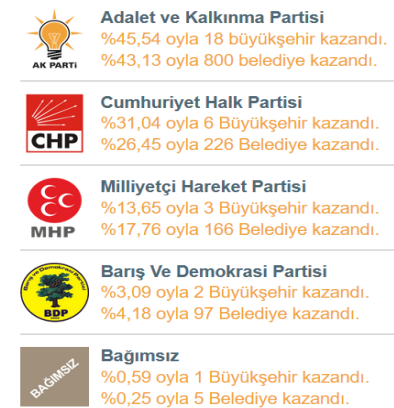 Adalet ve Kalkınma Partisi
%45,54 oyla 18 büyükşehir kazandı.
%43,13 oyla 800 belediye kazandı.
AK PARTi
Cumhuriyet Halk Partisi
%31,04 oyla 6 Büyükşehir kazandı.
%26,45 oyla 226 Belediye kazandı.
CHP
Milliyetçi Hareket Partisi
%13,65 oyla 3 Büyükşehir kazandı.
%17,76 oyla 166 Belediye kazandı.
MHP
Barış Ve Demokrasi Partisi
%3,09 oyla 2 Büyükşehir kazandı.
%4,18 oyla 97 Belediye kazandı.
Barış ve Demokrasi Partisi
BDP
Bağımsız
%0,59 oyla 1 Büyükşehir kazandı.
%0,25 oyla 5 Belediye kazandı.
BAĞIMSIZ